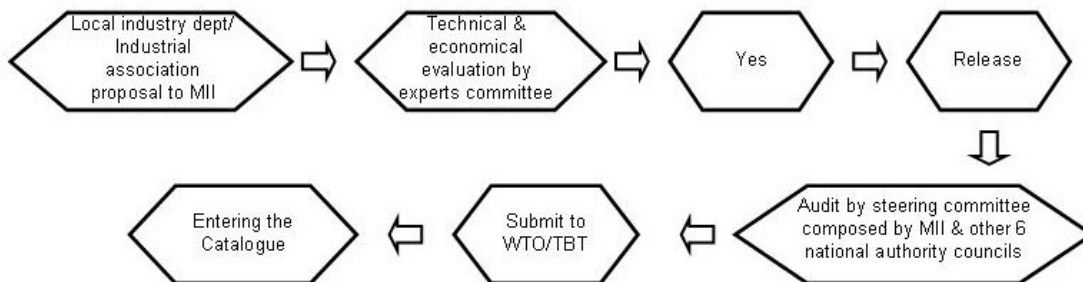 Local industry dept/
Industrial
association
proposal to MII
Technical &
economical
evaluation by
experts committee
Yes
Release
Audit by steering committee
composed by MII & other 6
national authority councils
Submit to
WTO/TBT
Entering the
Catalogue